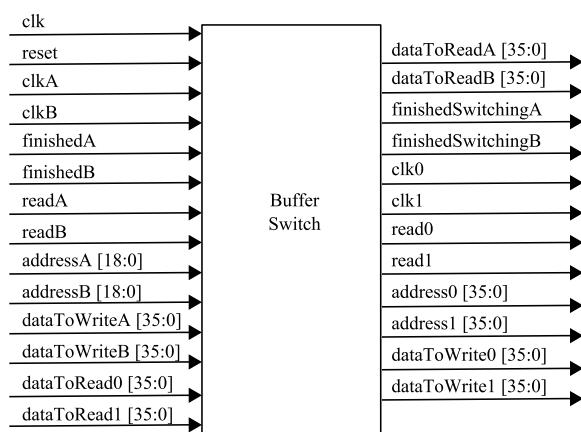 clk
reset
clkA
clkB
finishedA
finishedB
readA
readB
addressA [18:0]
addressB [18:0]
dataToWriteA [35:0]
dataToWriteB [35:0]
dataToRead0 [35:0]
dataToRead1 [35:0]
Buffer
Switch
dataToReadA [35:0]
dataToReadB [35:0]
finishedSwitchingA
finishedSwitchingB
clk0
clk1
read0
read1
address0 [35:0]
address1 [35:0]
dataToWrite0 [35:0]
dataToWrite1 [35:0]